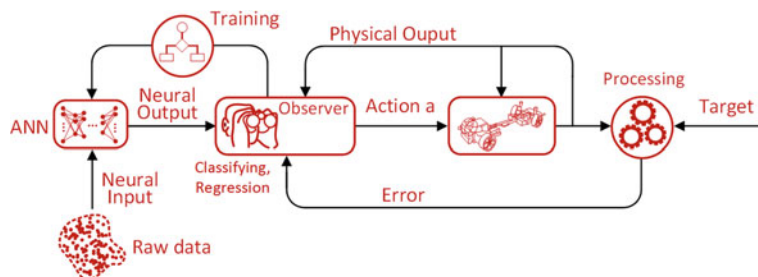 Training
Physical Ouput
Processing
Neural
Output
Observer
Action a
Target
ANN
Classifying,
Regression
Neural
Input
Error
Raw data